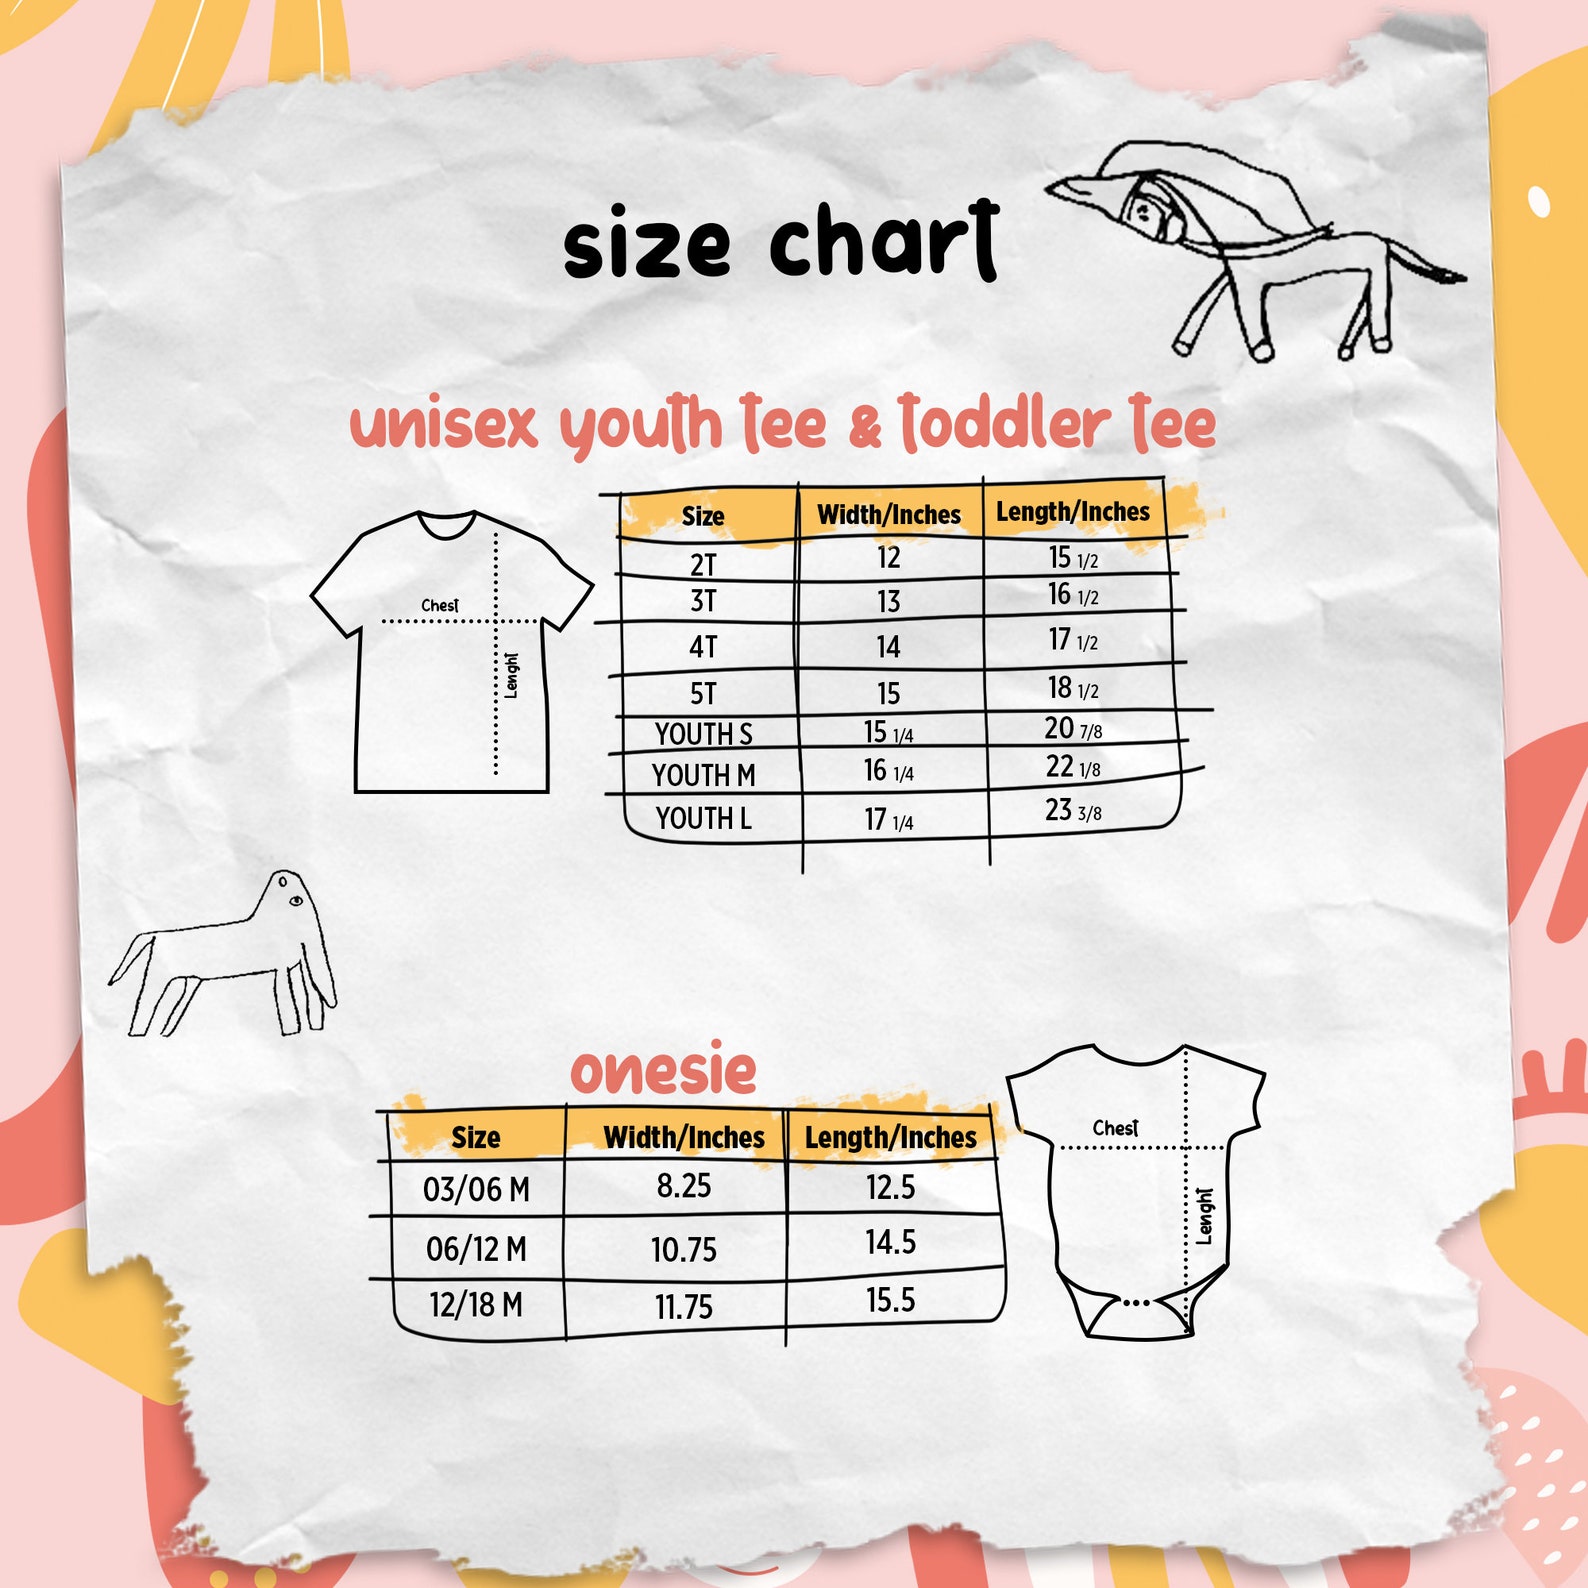 size chart
unisex youth tee & toddler tee
Size Width/Inches Length/Inches
2T 12 15 1/2
3T 13 16 1/2
4T 14 17 1/2
5T 15 18 1/2
YOUTH S 15 1/4 20 7/8
YOUTH M 16 1/4 22 1/8
YOUTH L 17 1/4 23 3/8
Chest
Lenght
onesie
Size Width/Inches Length/Inches
03/06 M 8.25 12.5
06/12 M 10.75 14.5
12/18 M 11.75 15.5
Chest
Lenght